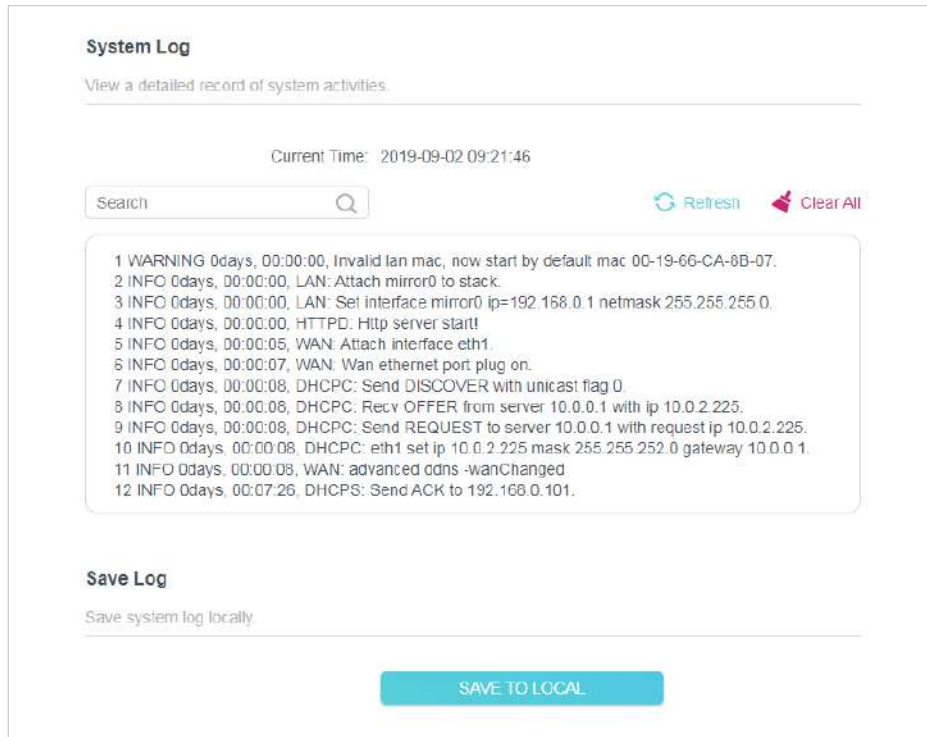 System Log
View a detailed record of system activities.
Current Time: 2019-09-02 09:21:46
Search
Refresh
Clear All
1 WARNING 0days, 00:00:00, Invalid lan mac, now start by default mac 00-19-66-CA-8B-07.
2 INFO 0days, 00:00:00, LAN: Attach mirror0 to stack.
3 INFO 0days, 00:00:00, LAN: Set interface mirror0 ip=192.168.0.1 netmask 255.255.255.0.
4 INFO 0days, 00:00:00, HTTPD: Http server start!
5 INFO 0days, 00:00:05, WAN: Attach interface eth1.
6 INFO 0days, 00:00:07, WAN: Wan ethernet port plug on.
7 INFO 0days, 00:00:08, DHCPC: Send DISCOVER with unicast flag 0.
8 INFO 0days, 00:00:08, DHCPC: Recv OFFER from server 10.0.0.1 with ip 10.0.2.225.
9 INFO 0days, 00:00:08, DHCPC: Send REQUEST to server 10.0.0.1 with request ip 10.0.2.225.
10 INFO 0days, 00:00:08, DHCPC: eth1 set ip 10.0.2.225 mask 255.255.252.0 gateway 10.0.0.1.
11 INFO 0days, 00:00:08, WAN: advanced ddns -wanChanged
12 INFO 0days, 00:07:26, DHCPS: Send ACK to 192.168.0.101.
Save Log
Save system log locally.
SAVE TO LOCAL